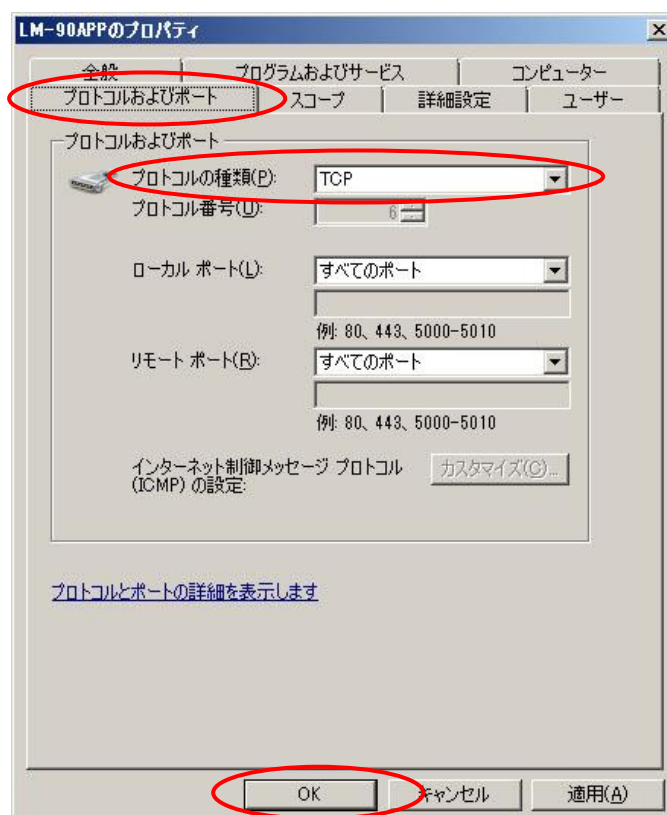 LM-90APPのプロパティ
全般 プログラムおよびサービス コンピューター
プロトコルおよびポート スコープ 詳細設定 ユーザー
プロトコルおよびポート
プロトコルの種類(P): TCP
プロトコル番号(U): 6
ローカル ポート(L): すべてのポート
例: 80、443、5000-5010
リモート ポート(R): すべてのポート
例: 80、443、5000-5010
インターネット制御メッセージ プロトコル
(ICMP) の設定: カスタマイズ(C)...
プロトコルとポートの詳細を表示します
OK キャンセル 適用(A)